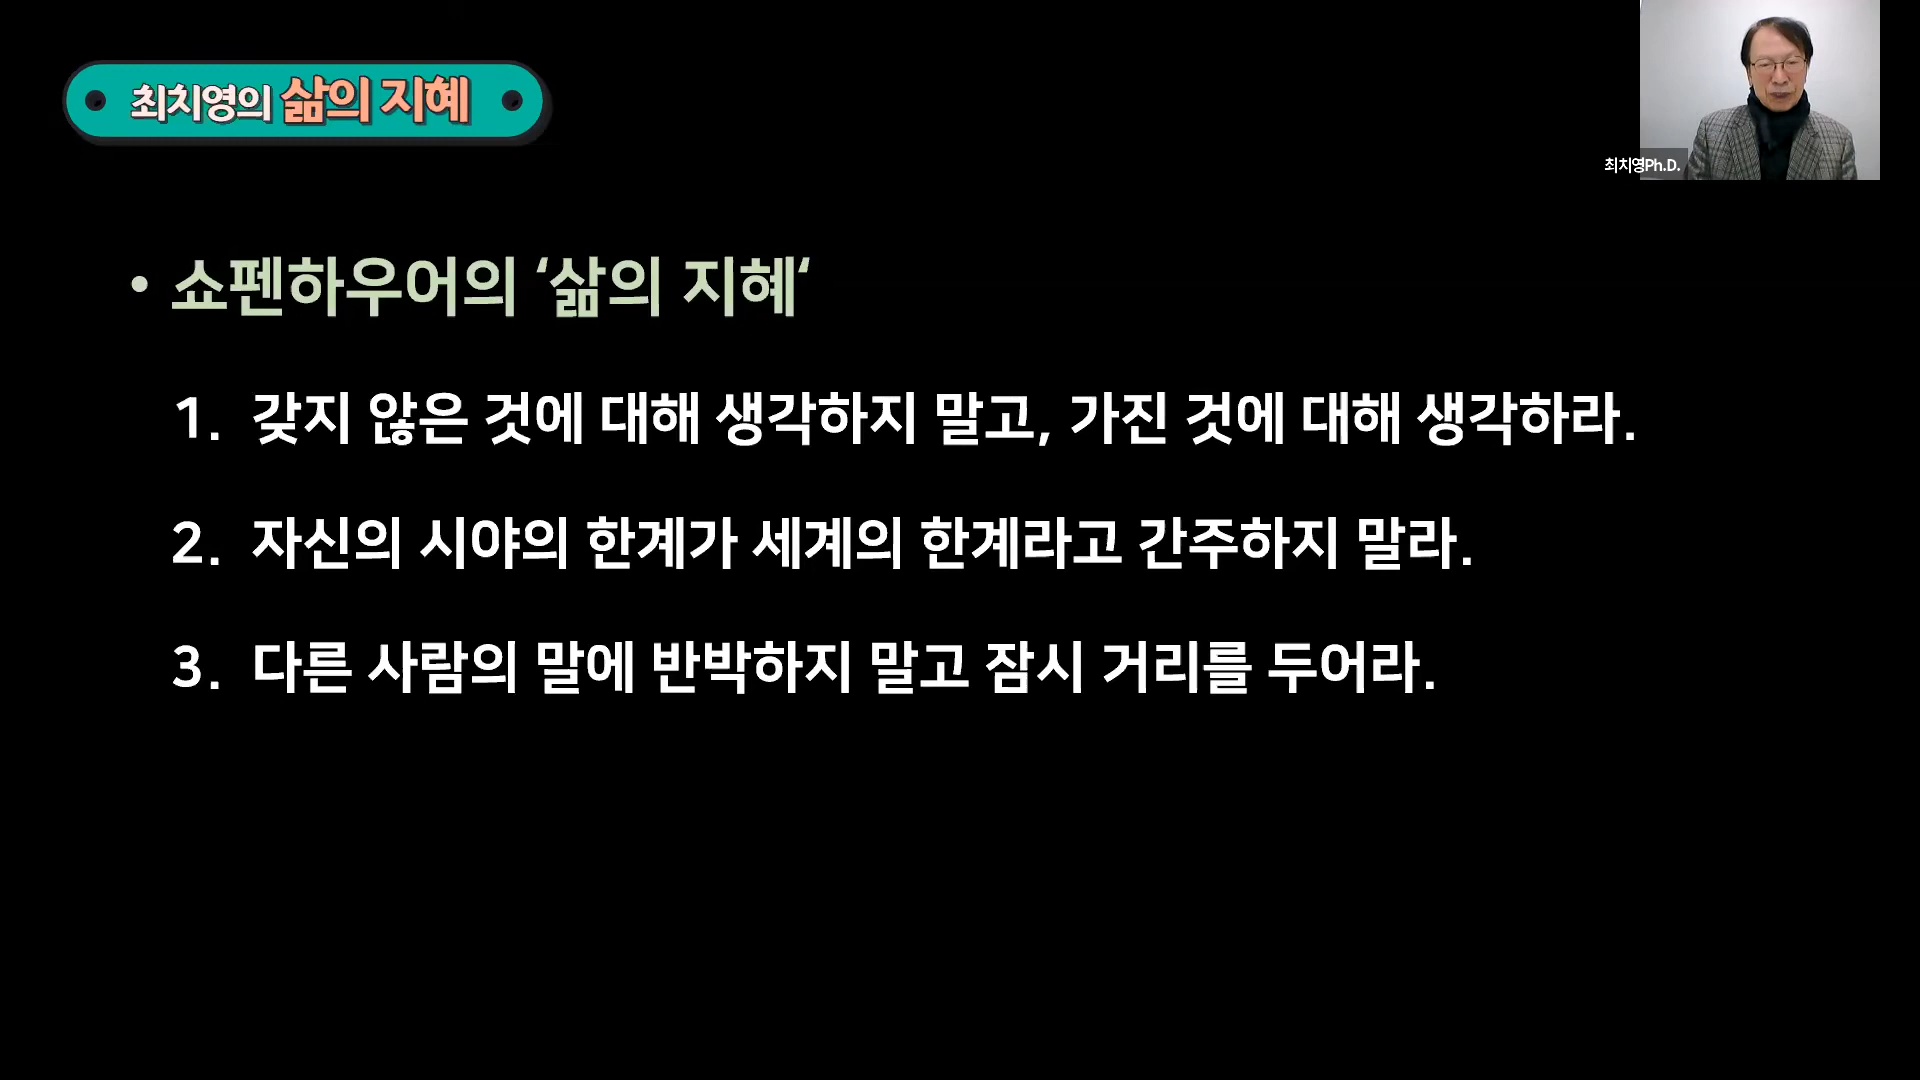 최치영의 삶의 지혜
최치영Ph.D.
• 쇼펜하우어의 ‘삶의 지혜‘
1. 갖지 않은 것에 대해 생각하지 말고, 가진 것에 대해 생각하라.
2. 자신의 시야의 한계가 세계의 한계라고 간주하지 말라.
3. 다른 사람의 말에 반박하지 말고 잠시 거리를 두어라.